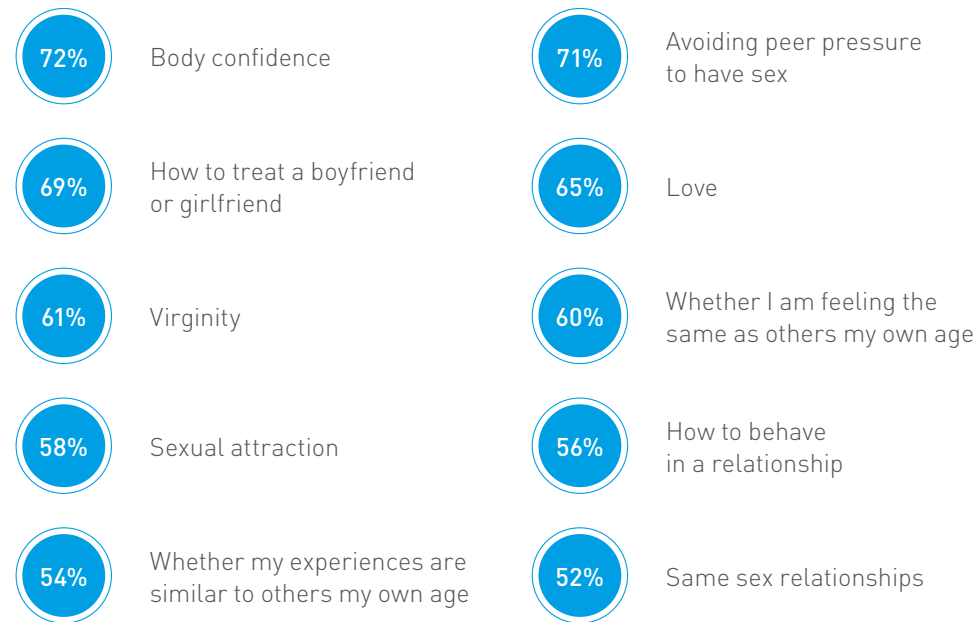 72%
Body confidence
71%
Avoiding peer pressure
to have sex
69%
How to treat a boyfriend
or girlfriend
65%
Love
61%
Virginity
60%
Whether I am feeling the
same as others my own age
58%
Sexual attraction
56%
How to behave
in a relationship
54%
Whether my experiences are
similar to others my own age
52%
Same sex relationships